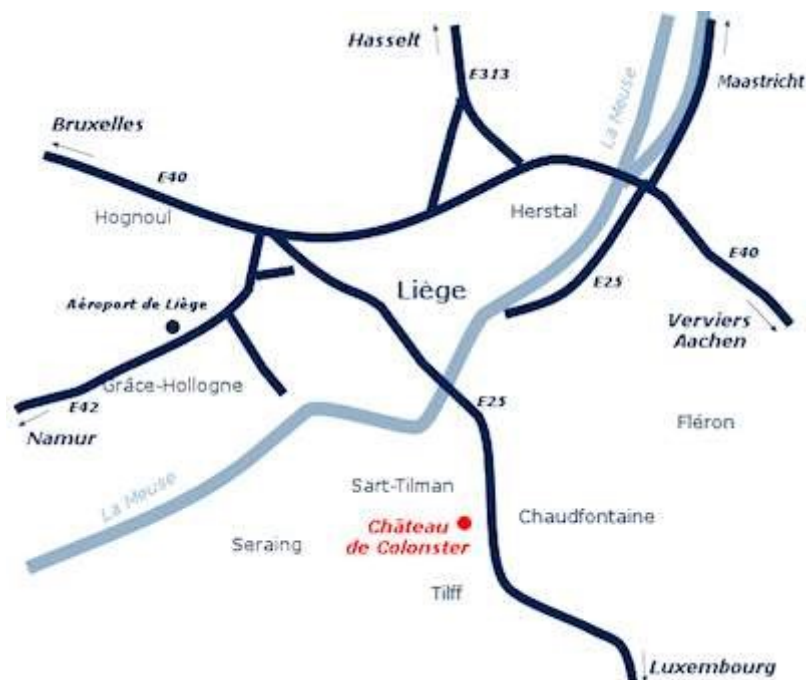 Hasselt
E313
La Meuse
Maastricht
Bruxelles
E40
Hognoul
Herstal
E40
Aéroport de Liège
Liège
E25
Verviers
Aachen
Grâce-Hollogne
E42
Namur
E25
Fléron
La Meuse
Sart-Tilman
Château
de Colonster
Chaudfontaine
Seraing
Tilff
Luxembourg